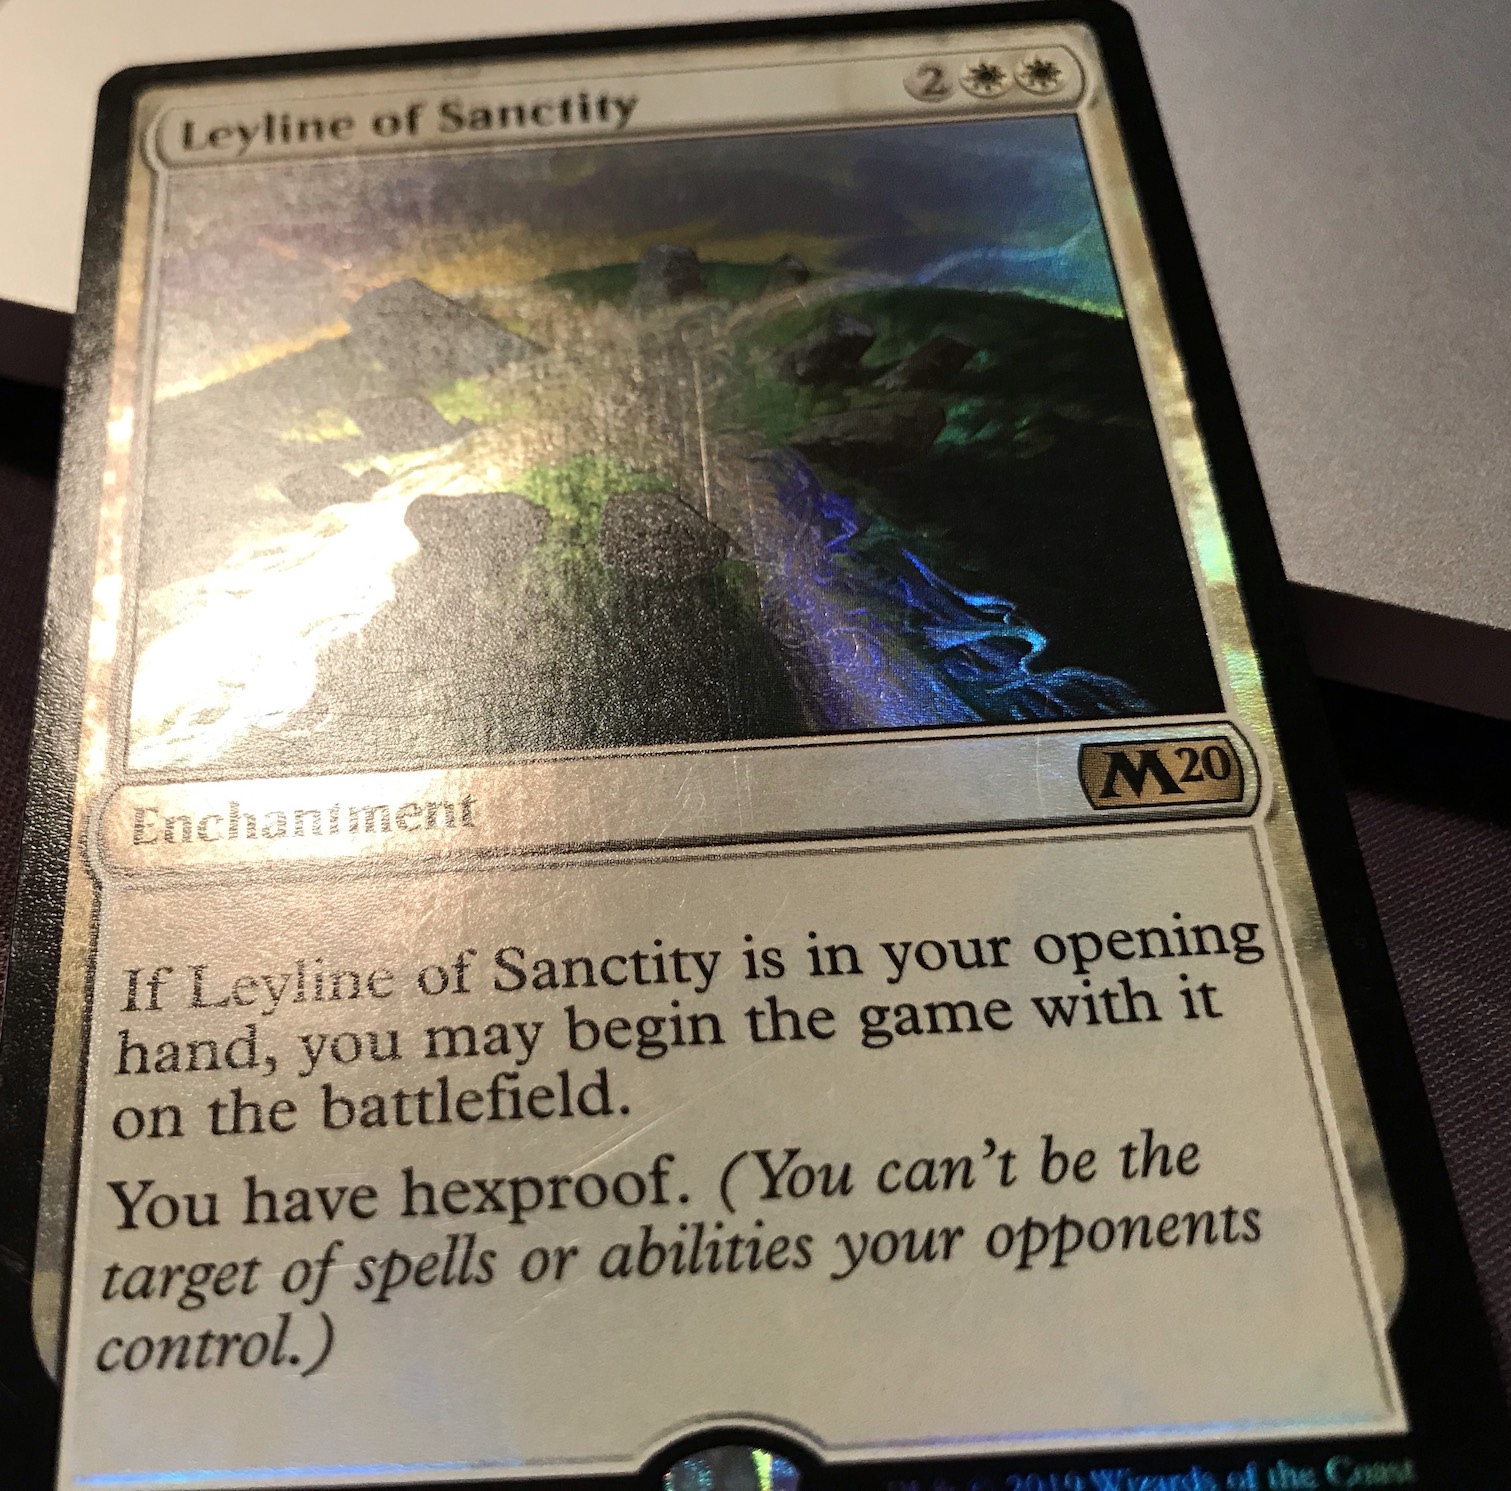 Leyline of Sanctity 2
Enchantment M20
If Leyline of Sanctity is in your opening
hand, you may begin the game with it
on the battlefield.
You have hexproof. (You can't be the
target of spells or abilities your opponents
control.)
2019 Wizards of the Coast